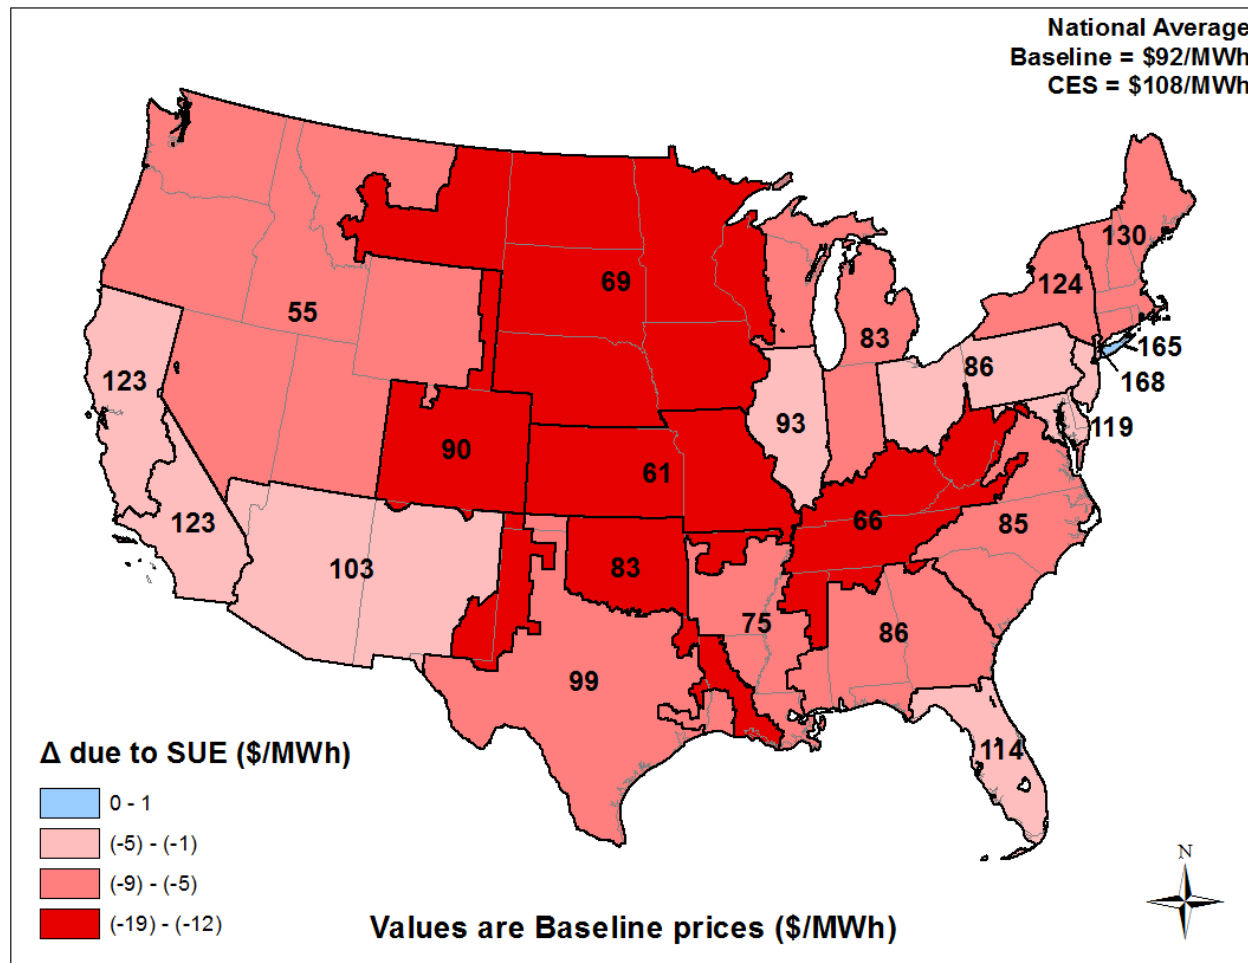 National Average
Baseline = $92/MWh
CES = $108/MWh
130
124
69
55
83
165
86
168
123
93
119
90
61
123
66
85
103
83
75
86
99
114
Δ due to SUE ($/MWh)
0 - 1
(-5) - (-1)
(-9) - (-5)
(-19) - (-12)
N
Values are Baseline prices ($/MWh)